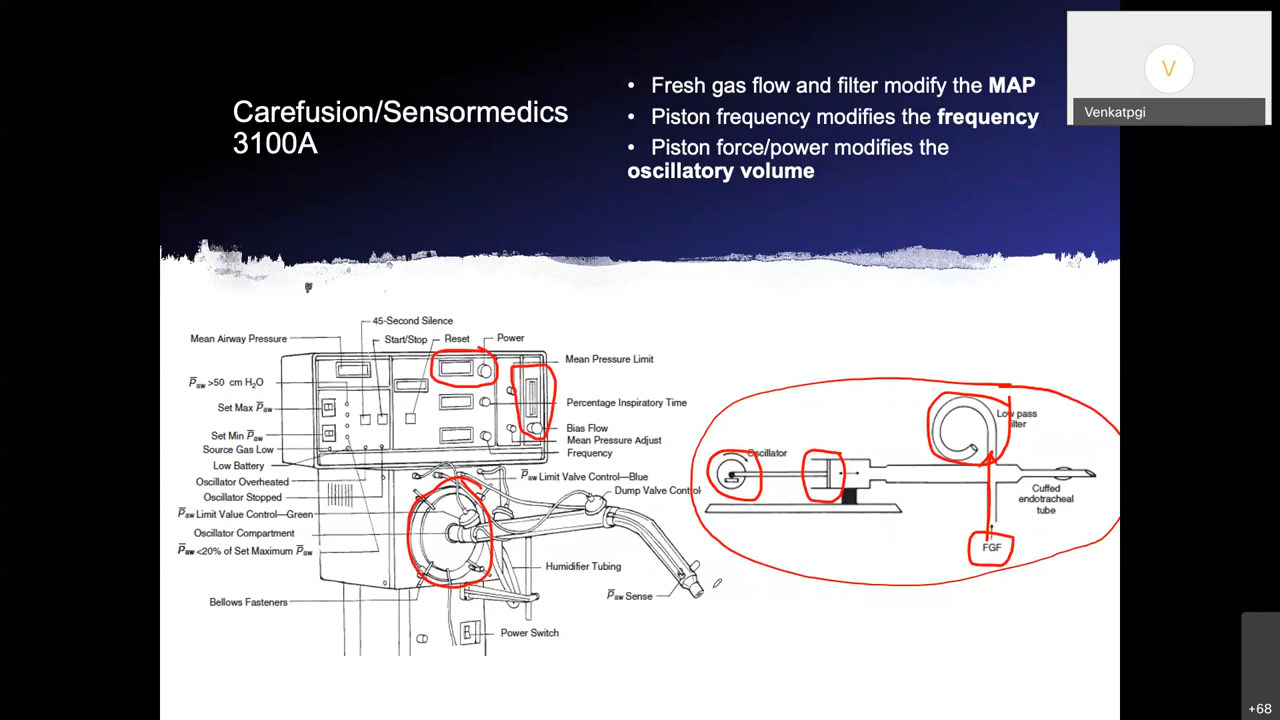 Carefusion/Sensormedics
3100A
• Fresh gas flow and filter modify the MAP
• Piston frequency modifies the frequency
• Piston force/power modifies the
oscillatory volume
V
Venkatpgi
45-Second Silence
Mean Airway Pressure
Start/Stop
Reset
Power
Mean Pressure Limit
P̅aw >50 cm H2O
Set Max P̅aw
Percentage Inspiratory Time
Set Min P̅aw
Bias Flow
Mean Pressure Adjust
Source Gas Low
Frequency
Low Battery
Oscillator Overheated
P̅aw Limit Valve Control—Blue
Oscillator Stopped
Dump Valve Control
P̅aw Limit Value Control—Green
Oscillator Compartment
P̅aw <20% of Set Maximum P̅aw
Humidifier Tubing
Bellows Fasteners
P̅aw Sense
Power Switch
Oscillator
Low pass
filter
Cuffed
endotracheal
tube
FGF
+68